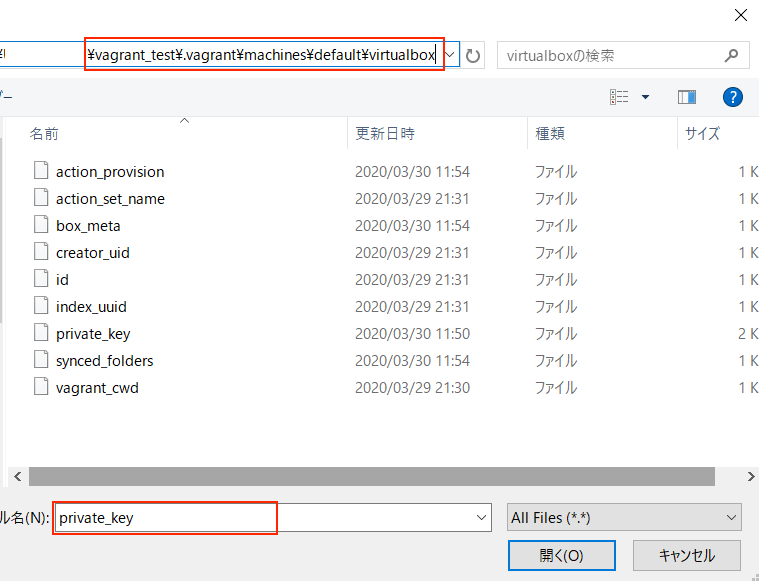 ¥vagrant_test¥.vagrant¥machines¥default¥virtualbox
virtualboxの検索
?
名前 更新日時 種類 サイズ
action_provision 2020/03/30 11:54 ファイル 1 K
action_set_name 2020/03/29 21:31 ファイル 1 K
box_meta 2020/03/30 11:54 ファイル 1 K
creator_uid 2020/03/29 21:31 ファイル 1 K
id 2020/03/29 21:31 ファイル 1 K
index_uuid 2020/03/29 21:31 ファイル 1 K
private_key 2020/03/30 11:50 ファイル 2 K
synced_folders 2020/03/30 11:54 ファイル 1 K
vagrant_cwd 2020/03/29 21:30 ファイル 1 K
ル名(N): private_key All Files (*.*)
開く(O) キャンセル